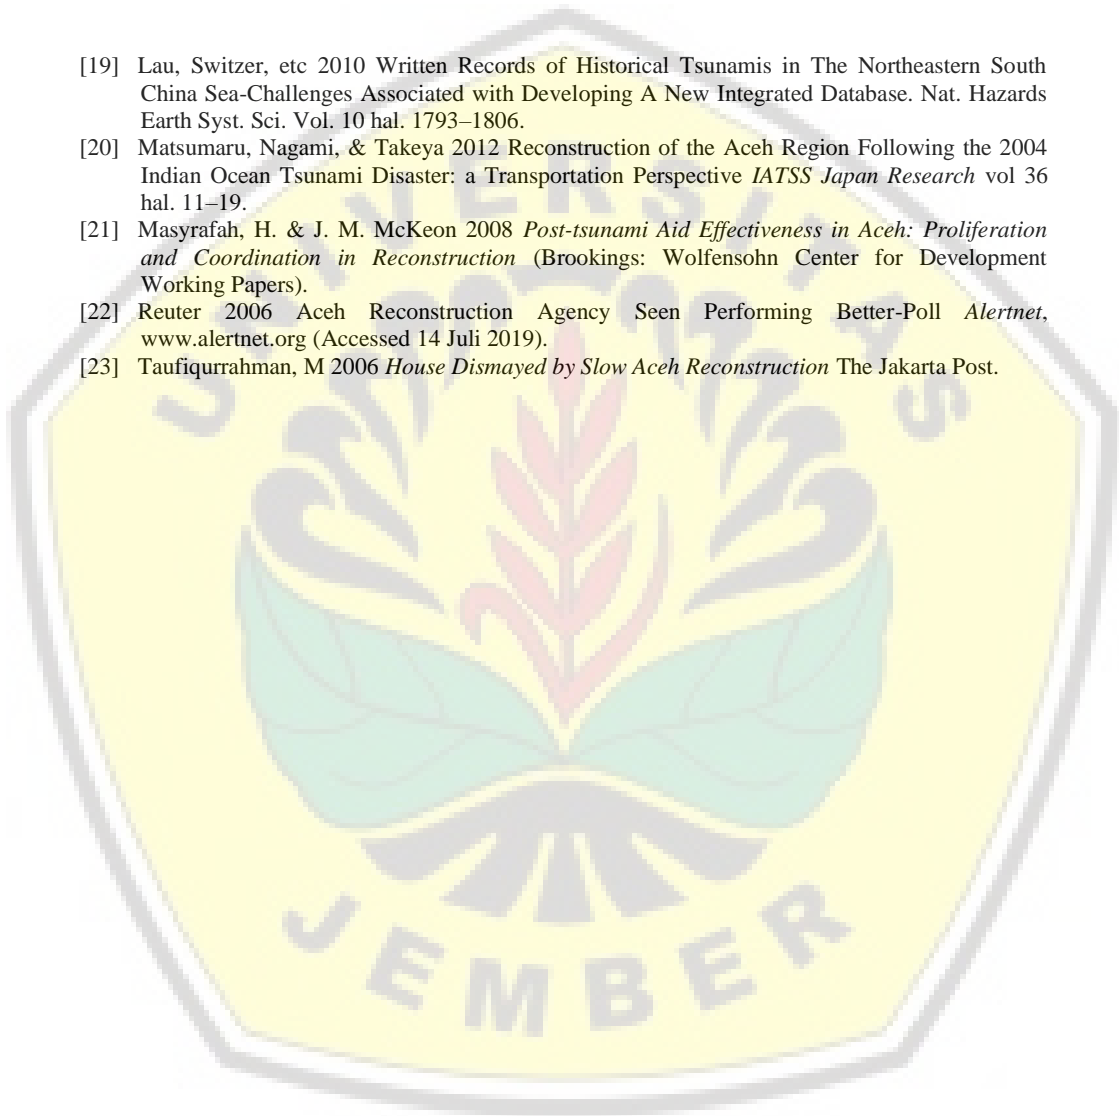 [19] Lau, Switzer, etc 2010 Written Records of Historical Tsunamis in The Northeastern South
China Sea-Challenges Associated with Developing A New Integrated Database. Nat. Hazards
Earth Syst. Sci. Vol. 10 hal. 1793–1806.
[20] Matsumaru, Nagami, & Takeya 2012 Reconstruction of the Aceh Region Following the 2004
Indian Ocean Tsunami Disaster: a Transportation Perspective IATSS Japan Research vol 36
hal. 11–19.
[21] Masyrafah, H. & J. M. McKeon 2008 Post-tsunami Aid Effectiveness in Aceh: Proliferation
and Coordination in Reconstruction (Brookings: Wolfensohn Center for Development
Working Papers).
[22] Reuter 2006 Aceh Reconstruction Agency Seen Performing Better-Poll Alertnet,
www.alertnet.org (Accessed 14 Juli 2019).
[23] Taufiqurrahman, M 2006 House Dismayed by Slow Aceh Reconstruction The Jakarta Post.
UNIVERSITAS
JEMBER